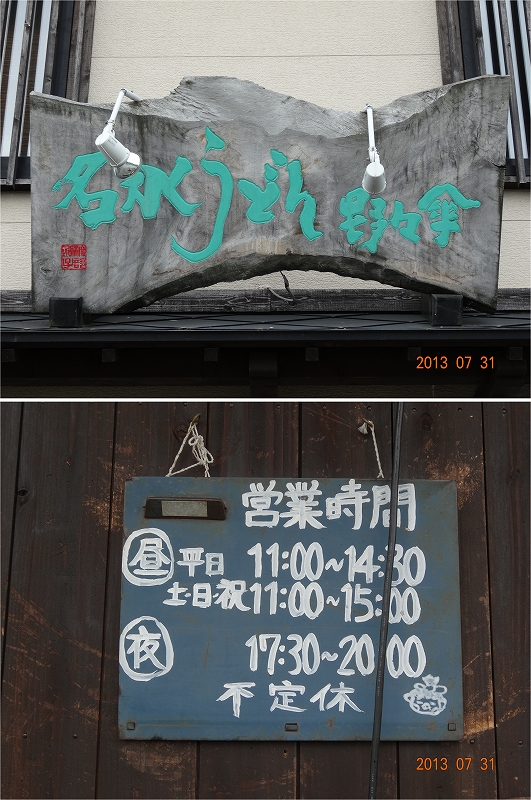 名水うどん 野々傘
2013 07 31
営業時間
昼 平日 11:00~14:30
土・日・祝 11:00~15:00
夜 17:30~20:00
不定休
2013 07 31